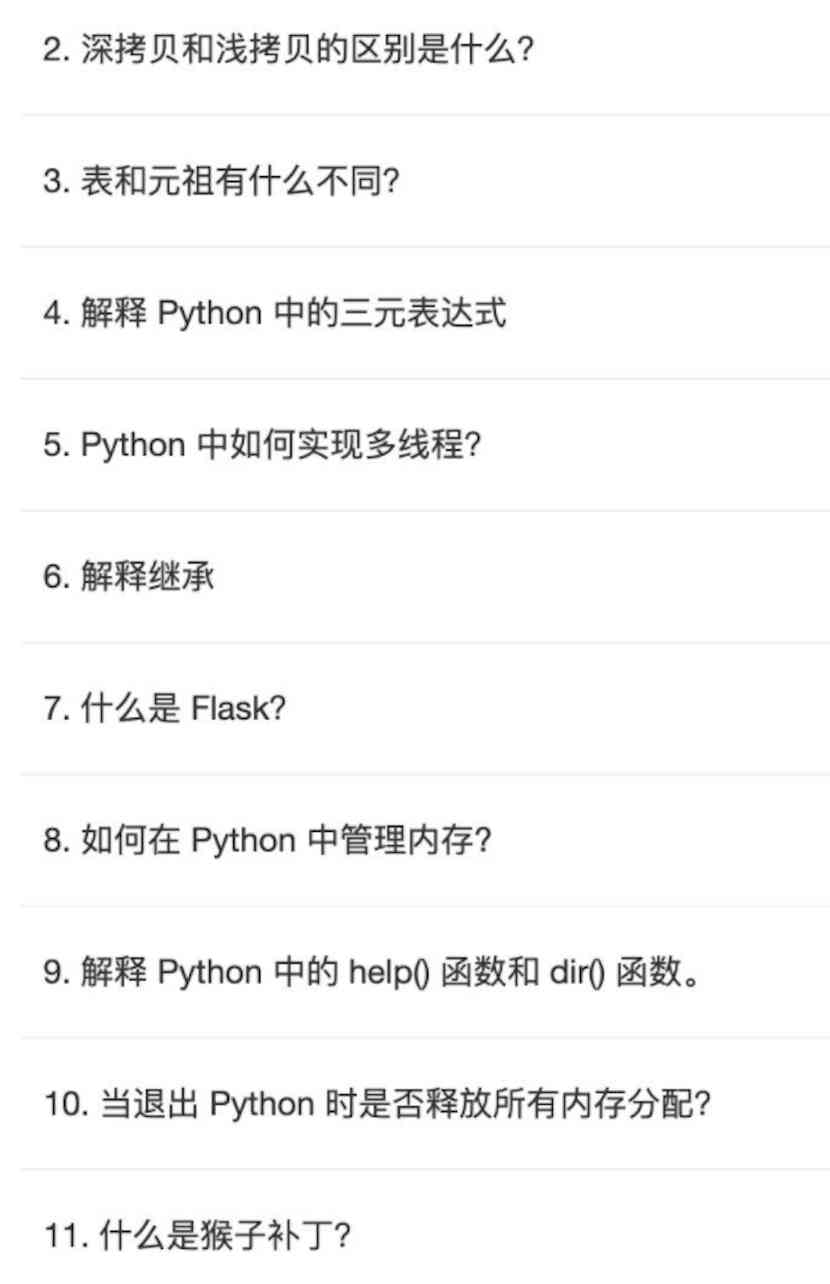 2. 深拷贝和浅拷贝的区别是什么?
3. 表和元祖有什么不同?
4. 解释 Python 中的三元表达式
5. Python 中如何实现多线程?
6. 解释继承
7. 什么是 Flask?
8. 如何在 Python 中管理内存?
9. 解释 Python 中的 help() 函数和 dir() 函数。
10. 当退出 Python 时是否释放所有内存分配?
11. 什么是猴子补丁?